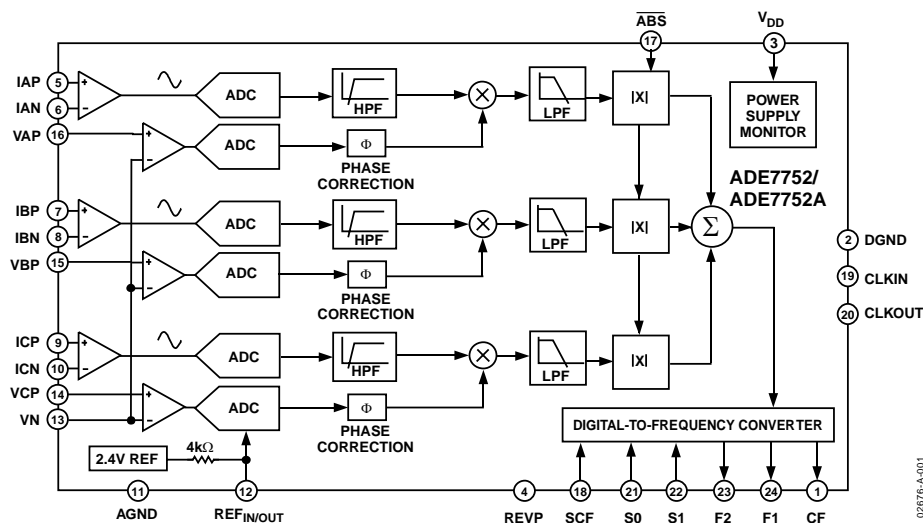 ABS
VDD
17
3
IAP 5
IAN 6
VAP 16
+
−
ADC
HPF
×
LPF
|X|
POWER
SUPPLY
MONITOR
+
−
ADC
Φ
PHASE
CORRECTION
ADE7752/
ADE7752A
IBP 7
IBN 8
VBP 15
+
−
ADC
HPF
×
LPF
|X|
Σ
2 DGND
19 CLKIN
20 CLKOUT
+
−
ADC
Φ
PHASE
CORRECTION
ICP 9
ICN 10
VCP 14
VN 13
+
−
ADC
HPF
×
LPF
|X|
+
−
ADC
Φ
PHASE
CORRECTION
DIGITAL-TO-FREQUENCY CONVERTER
2.4V REF
4kΩ
11
12
4
18
21
22
23
24
1
AGND
REFIN/OUT
REVP
SCF
S0
S1
F2
F1
CF
02676-A-001